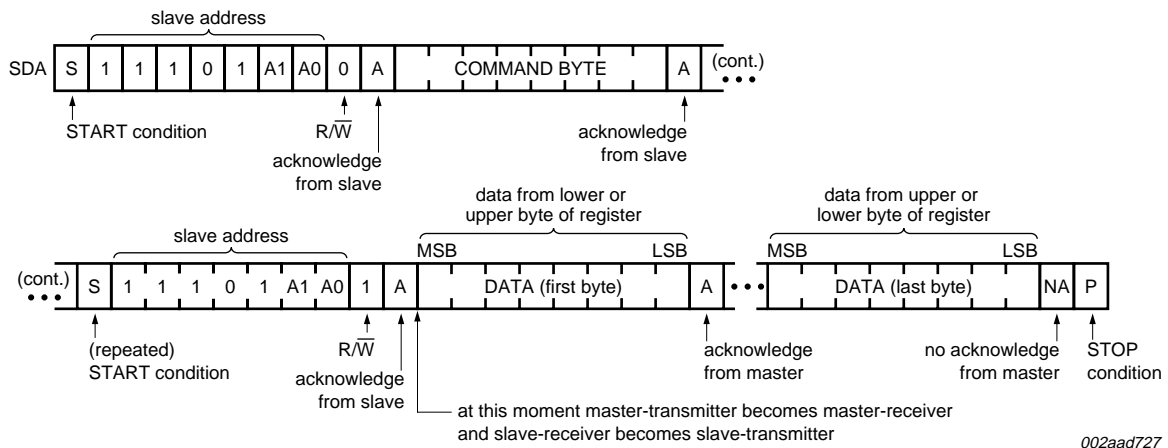 slave address
SDA S 1 1 1 0 1 A1 A0 0 A COMMAND BYTE A (cont.)
START condition R/W̅ acknowledge
acknowledge from slave
from slave
data from lower or data from upper or
upper byte of register lower byte of register
slave address MSB LSB MSB LSB
(cont.) S 1 1 1 0 1 A1 A0 1 A DATA (first byte) A DATA (last byte) NA P
(repeated) R/W̅ acknowledge no acknowledge STOP
START condition acknowledge from master from master condition
from slave
at this moment master-transmitter becomes master-receiver
and slave-receiver becomes slave-transmitter
002aad727